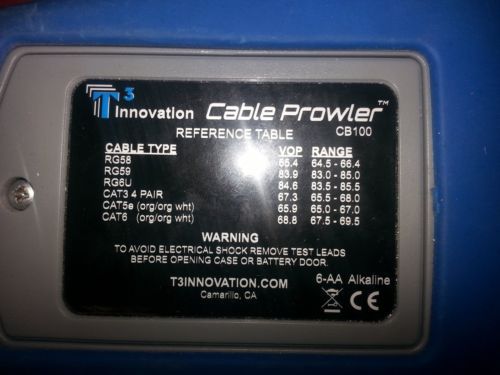 T3 Innovation Cable Prowler™
REFERENCE TABLE CB100
CABLE TYPE VOP RANGE
RG58 65.4 64.5 - 66.4
RG59 83.9 83.0 - 85.0
RG6U 84.6 83.5 - 85.5
CAT3 4 PAIR 67.3 65.5 - 68.0
CAT5e (org/org wht) 65.9 65.0 - 67.0
CAT6 (org/org wht) 68.8 67.5 - 69.5
WARNING
TO AVOID ELECTRICAL SHOCK REMOVE TEST LEADS
BEFORE OPENING CASE OR BATTERY DOOR.
T3INNOVATION.COM 6-AA Alkaline
Camarillo, CA CE